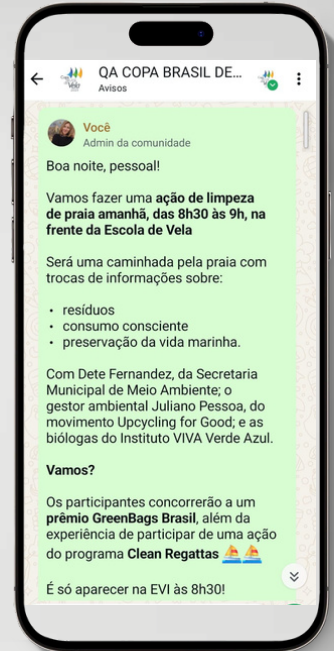 QA COPA BRASIL DE...
Avisos
Você
Admin da comunidade
Boa noite, pessoal!
Vamos fazer uma ação de limpeza
de praia amanhã, das 8h30 às 9h, na
frente da Escola de Vela
Será uma caminhada pela praia com
trocas de informações sobre:
• resíduos
• consumo consciente
• preservação da vida marinha.
Com Dete Fernandez, da Secretaria
Municipal de Meio Ambiente; o
gestor ambiental Juliano Pessoa, do
movimento Upcycling for Good; e as
biólogas do Instituto VIVA Verde Azul.
Vamos?
Os participantes concorrerão a um
prêmio GreenBags Brasil, além da
experiência de participar de uma ação
do programa Clean Regattas ⛵⛵
É só aparecer na EVI às 8h30!